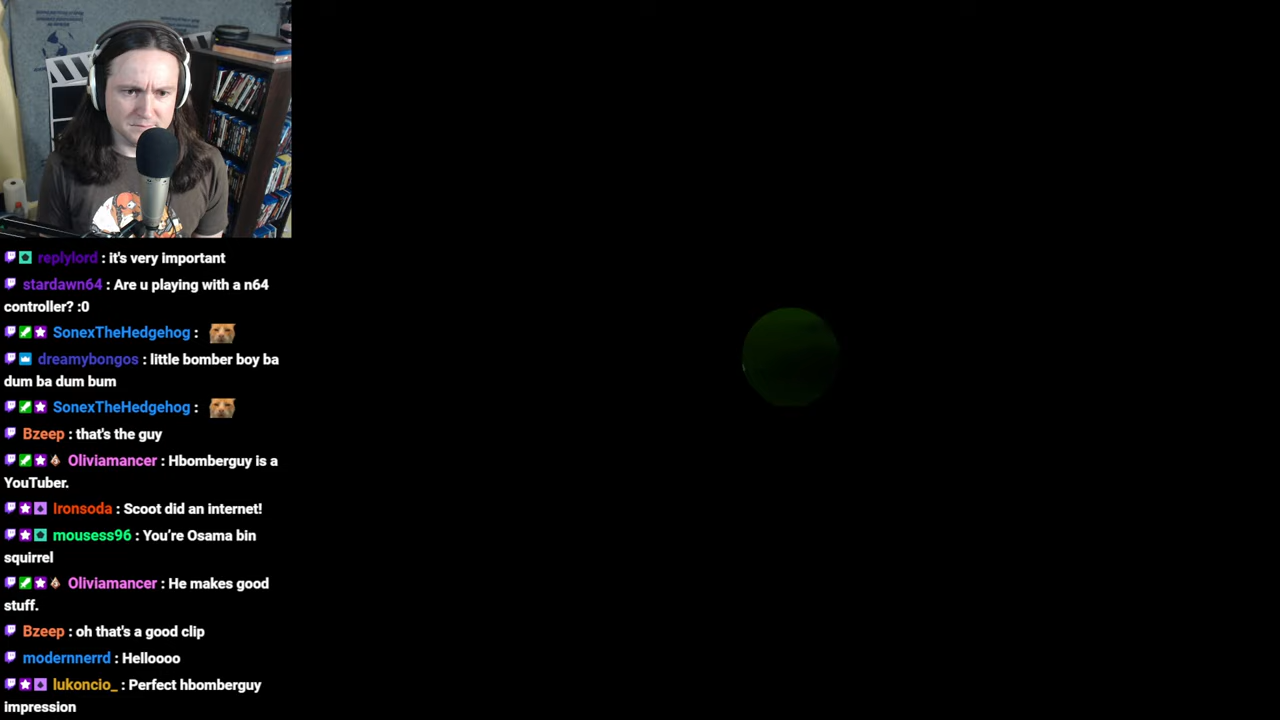 replylord : it's very important
stardawn64 : Are u playing with a n64
controller? :0
SonexTheHedgehog :
dreamybongos : little bomber boy ba
dum ba dum bum
SonexTheHedgehog :
Bzeep : that's the guy
Oliviamancer : Hbomberguy is a
YouTuber.
Ironsoda : Scoot did an internet!
mousess96 : You’re Osama bin
squirrel
Oliviamancer : He makes good
stuff.
Bzeep : oh that's a good clip
modernnerrd : Helloooo
lukoncio_ : Perfect hbomberguy
impression